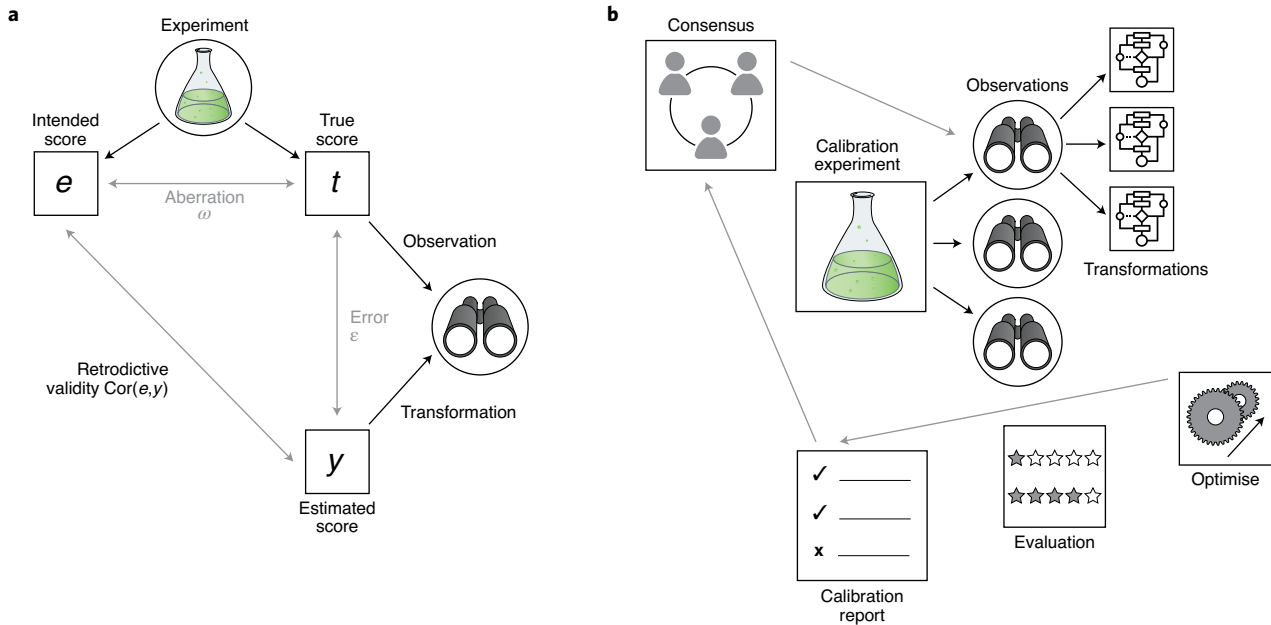 a
Experiment
Intended
score
True
score
e
t
Aberration
ω
Observation
Error
ε
Retrodictive
validity Cor(e,y)
Transformation
y
Estimated
score
b
Consensus
Observations
Calibration
experiment
Transformations
Optimise
✓
✓
x
Evaluation
Calibration
report